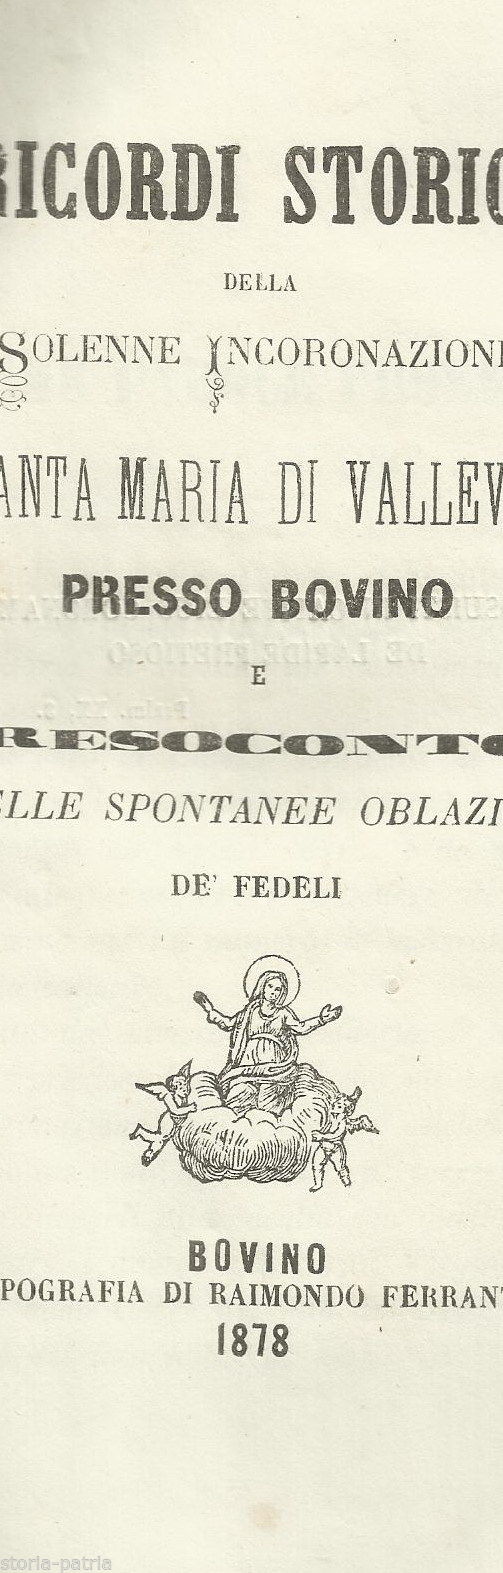 RICORDI STORIC
DELLA
SOLENNE INCORONAZIONE
ANTA MARIA DI VALLEV
PRESSO BOVINO
E
RESOCONTO
ELLE SPONTANEE OBLAZI
DE' FEDELI
BOVINO
POGRAFIA DI RAIMONDO FERRANT
1878
storia-patria